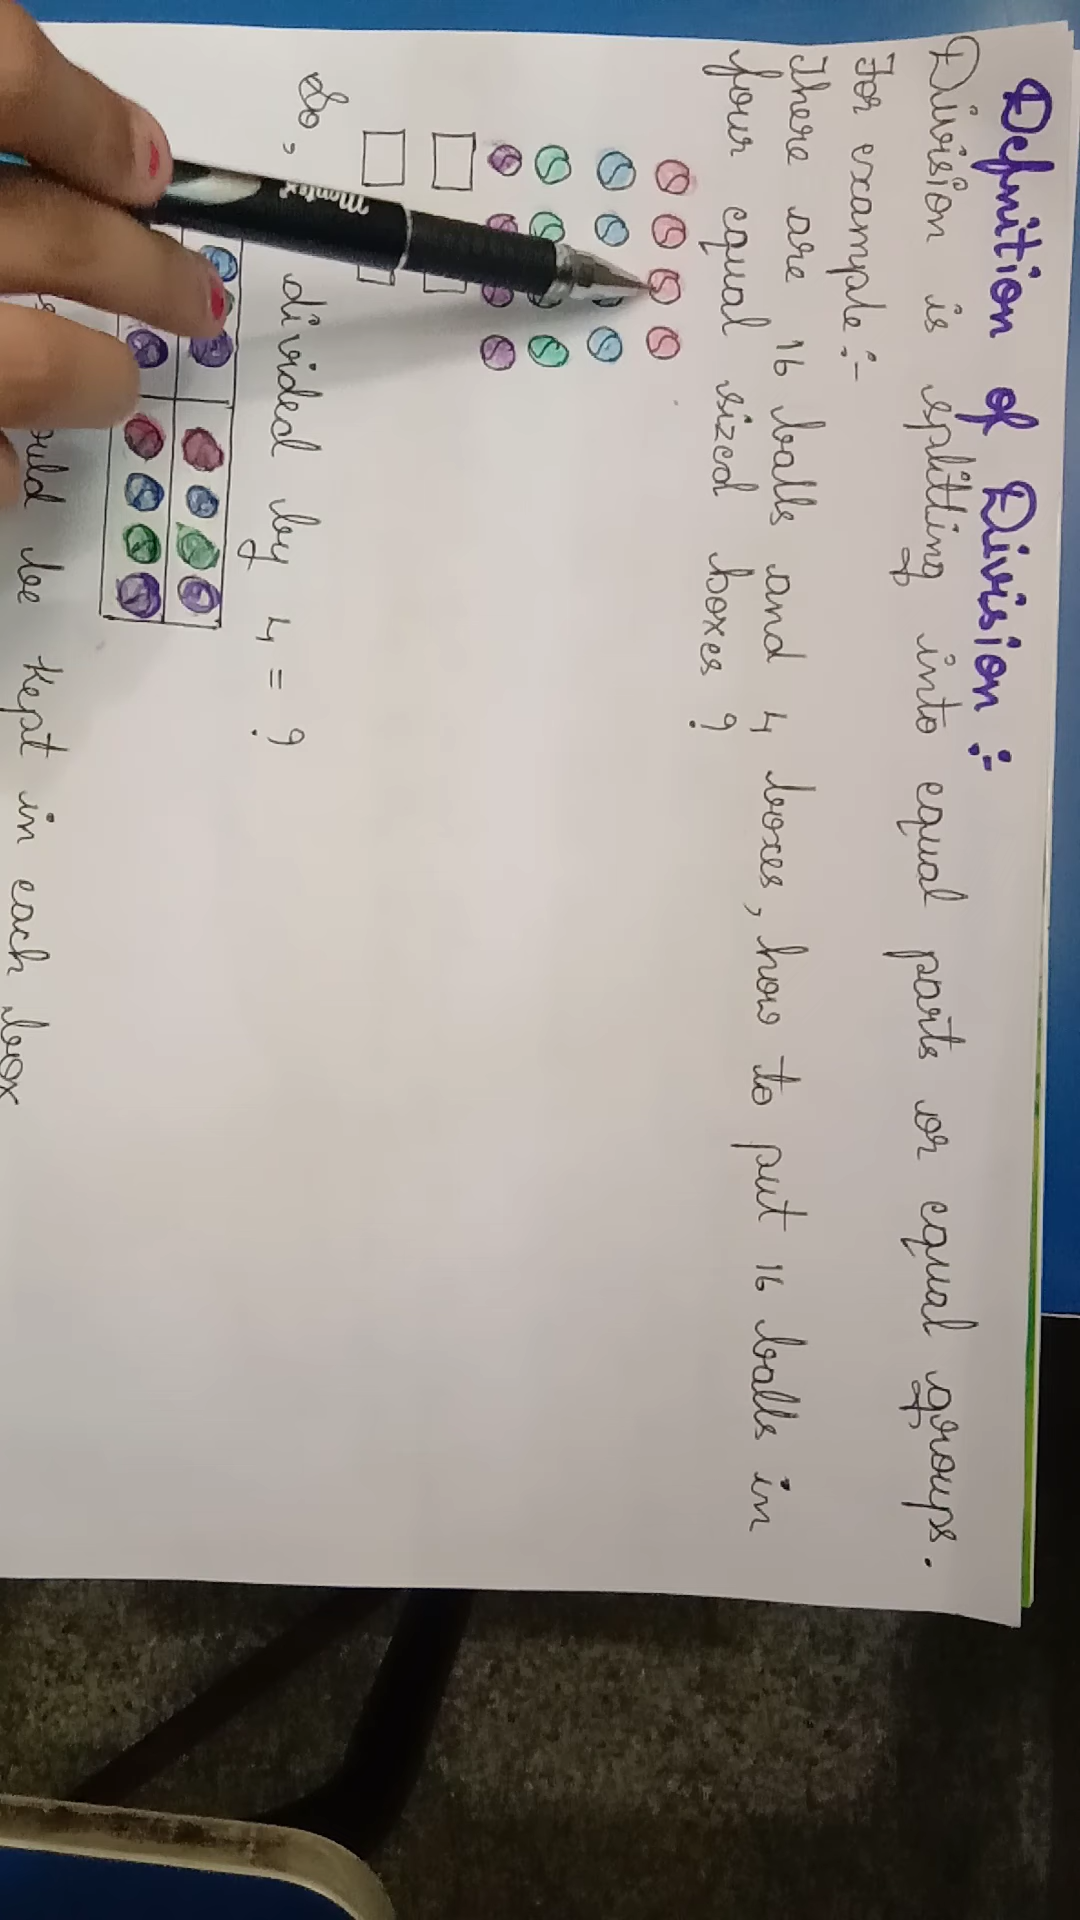 Definition of Division :-
Division is splitting into equal parts or equal groups.
For example :-
There are 16 balls and 4 boxes, how to put 16 balls in
four equal sized boxes ?
So, divided by 4 = ?
be kept in each box
Montex